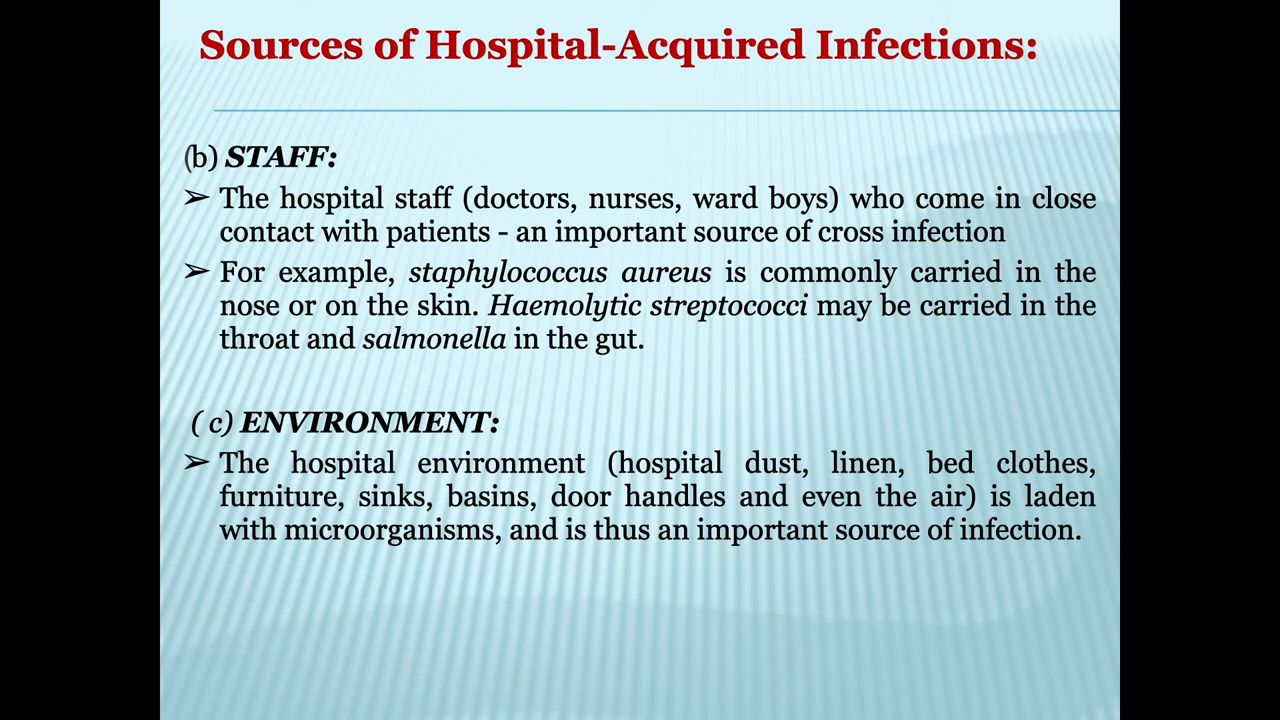 Sources of Hospital-Acquired Infections:
(b) STAFF:
➢ The hospital staff (doctors, nurses, ward boys) who come in close
contact with patients - an important source of cross infection
➢ For example, staphylococcus aureus is commonly carried in the
nose or on the skin. Haemolytic streptococci may be carried in the
throat and salmonella in the gut.
( c) ENVIRONMENT:
➢ The hospital environment (hospital dust, linen, bed clothes,
furniture, sinks, basins, door handles and even the air) is laden
with microorganisms, and is thus an important source of infection.